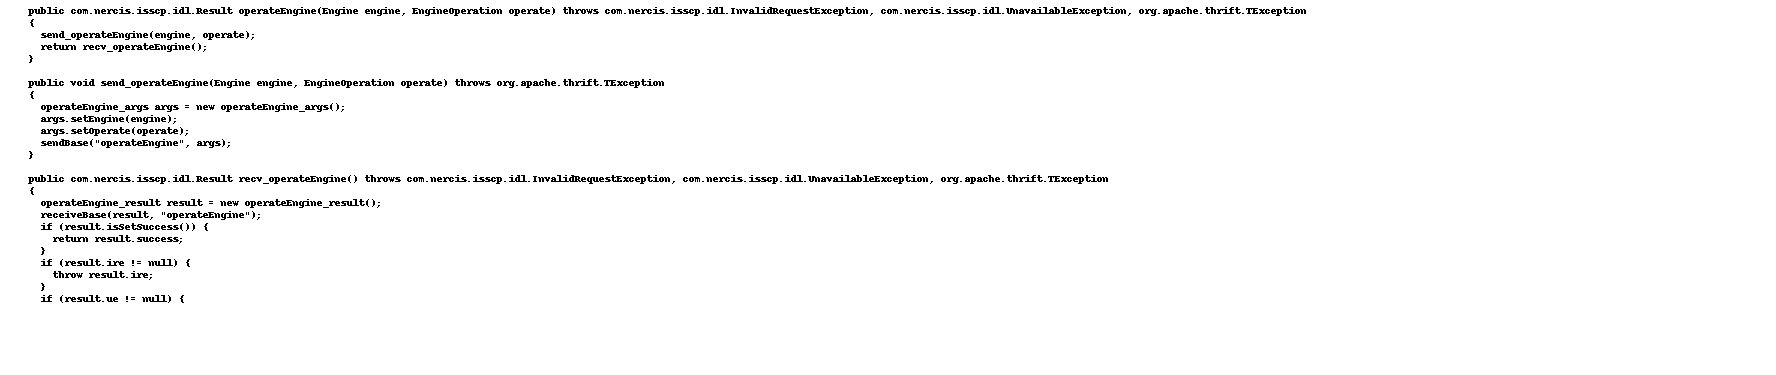 public com.nercis.isscp.idl.Result operateEngine(Engine engine, EngineOperation operate) throws com.nercis.isscp.idl.InvalidRequestException, com.nercis.isscp.idl.UnavailableException, org.apache.thrift.TException
{
  send_operateEngine(engine, operate);
  return recv_operateEngine();
}

public void send_operateEngine(Engine engine, EngineOperation operate) throws org.apache.thrift.TException
{
  operateEngine_args args = new operateEngine_args();
  args.setEngine(engine);
  args.setOperate(operate);
  sendBase("operateEngine", args);
}

public com.nercis.isscp.idl.Result recv_operateEngine() throws com.nercis.isscp.idl.InvalidRequestException, com.nercis.isscp.idl.UnavailableException, org.apache.thrift.TException
{
  operateEngine_result result = new operateEngine_result();
  receiveBase(result, "operateEngine");
  if (result.isSetSuccess()) {
    return result.success;
  }
  if (result.ire != null) {
    throw result.ire;
  }
  if (result.ue != null) {